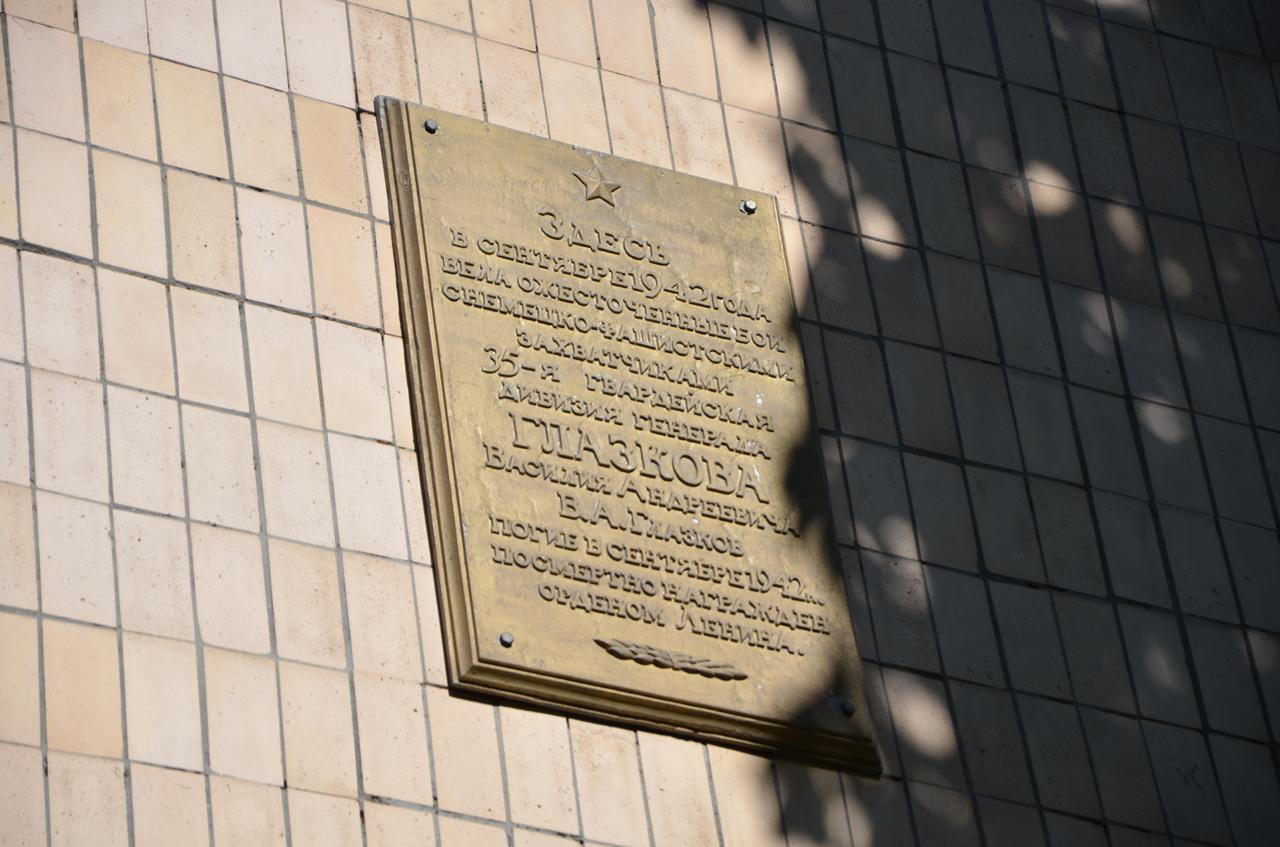 Здесь
в сентябре 1942 года
вела ожесточенные бои
с немецко-фашистскими
захватчиками
35-я гвардейская
дивизия генерала
Глазкова
Василия Андреевича
В.А. Глазков
погиб в сентябре 1942 г.
посмертно награжден
орденом Ленина.